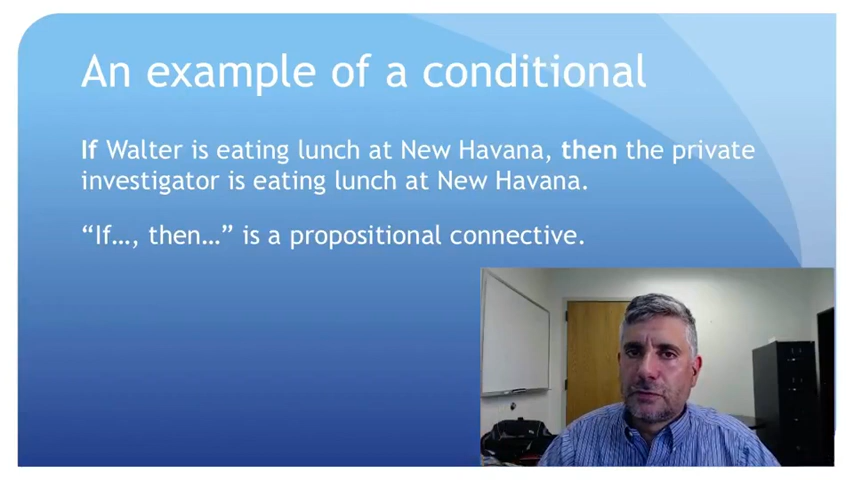 An example of a conditional
If Walter is eating lunch at New Havana, then the private
investigator is eating lunch at New Havana.
“If…, then…” is a propositional connective.